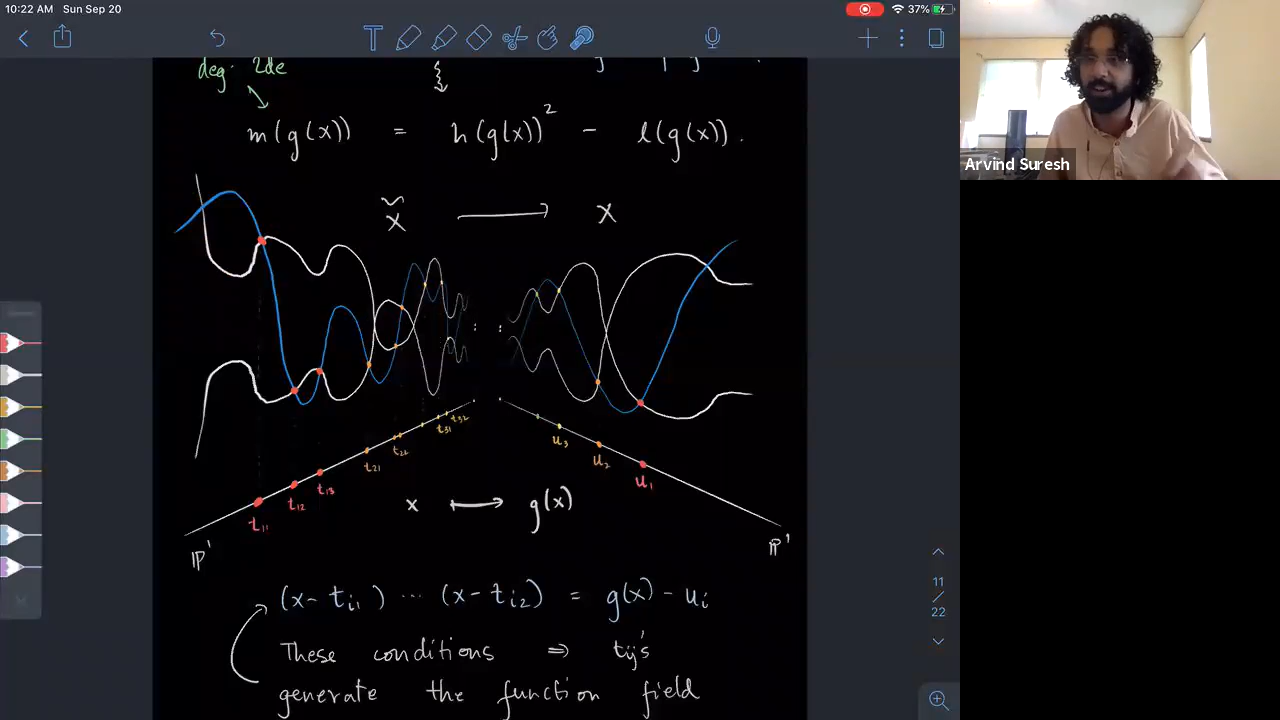 10:22 AM Sun Sep 20
37%
deg. 2de
m(g(x)) = h(g(x))² - l(g(x)).
X̃ → X
t₁₁ t₁₂ t₁₃ t₂₁ t₂₂ t₃₁ t₃₂
u₃ u₂ u₁
x ⟼ g(x)
ℙ¹ ℙ¹
(x - tᵢ₁) ⋯ (x - tᵢ₂) = g(x) - uᵢ
These conditions ⇒ tᵢⱼ's
generate the function field
11
/
22
Arvind Suresh